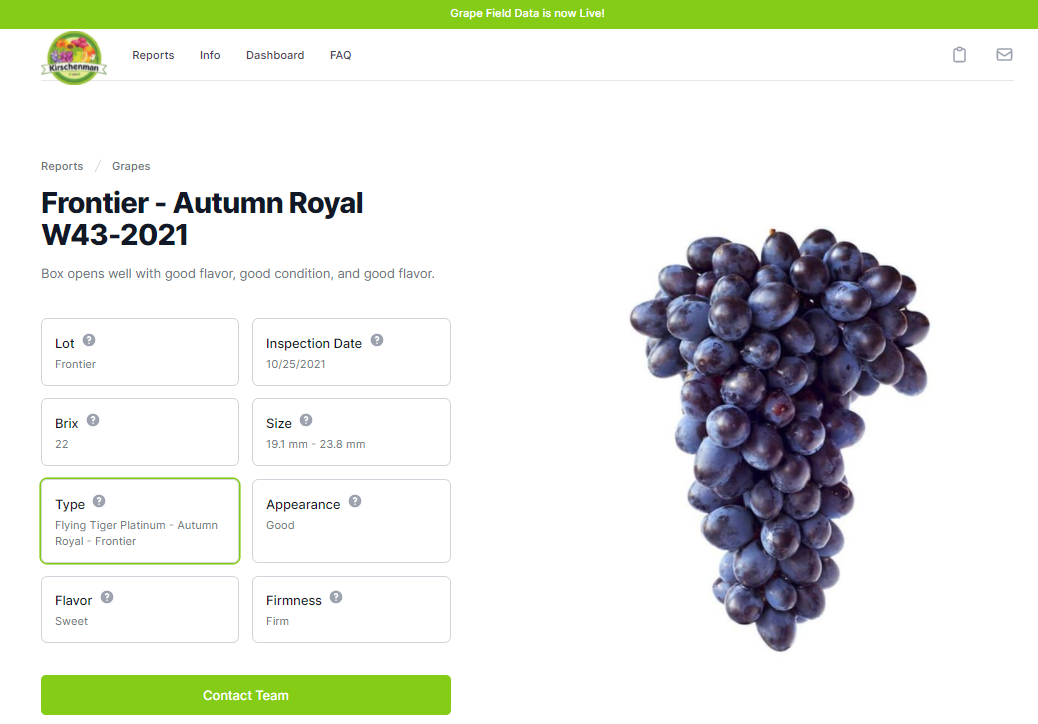 Grape Field Data is now Live!
Kirschenman
Reports Info Dashboard FAQ
Reports / Grapes
Frontier - Autumn Royal
W43-2021
Box opens well with good flavor, good condition, and good flavor.
Lot ?
Frontier
Inspection Date ?
10/25/2021
Brix ?
22
Size ?
19.1 mm - 23.8 mm
Type ?
Flying Tiger Platinum - Autumn
Royal - Frontier
Appearance ?
Good
Flavor ?
Sweet
Firmness ?
Firm
Contact Team